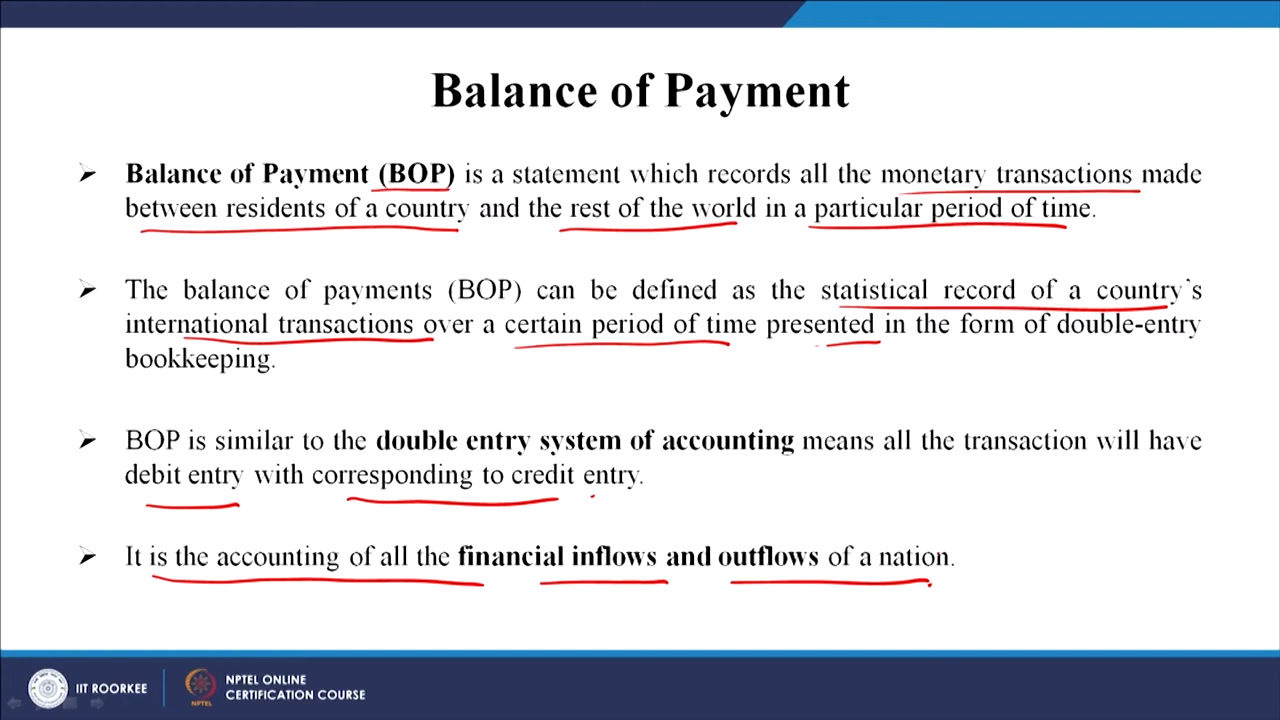 Balance of Payment
➢ Balance of Payment (BOP) is a statement which records all the monetary transactions made
between residents of a country and the rest of the world in a particular period of time.
➢ The balance of payments (BOP) can be defined as the statistical record of a country`s
international transactions over a certain period of time presented in the form of double-entry
bookkeeping.
➢ BOP is similar to the double entry system of accounting means all the transaction will have
debit entry with corresponding to credit entry.
➢ It is the accounting of all the financial inflows and outflows of a nation.
IIT ROORKEE
NPTEL
NPTEL ONLINE
CERTIFICATION COURSE